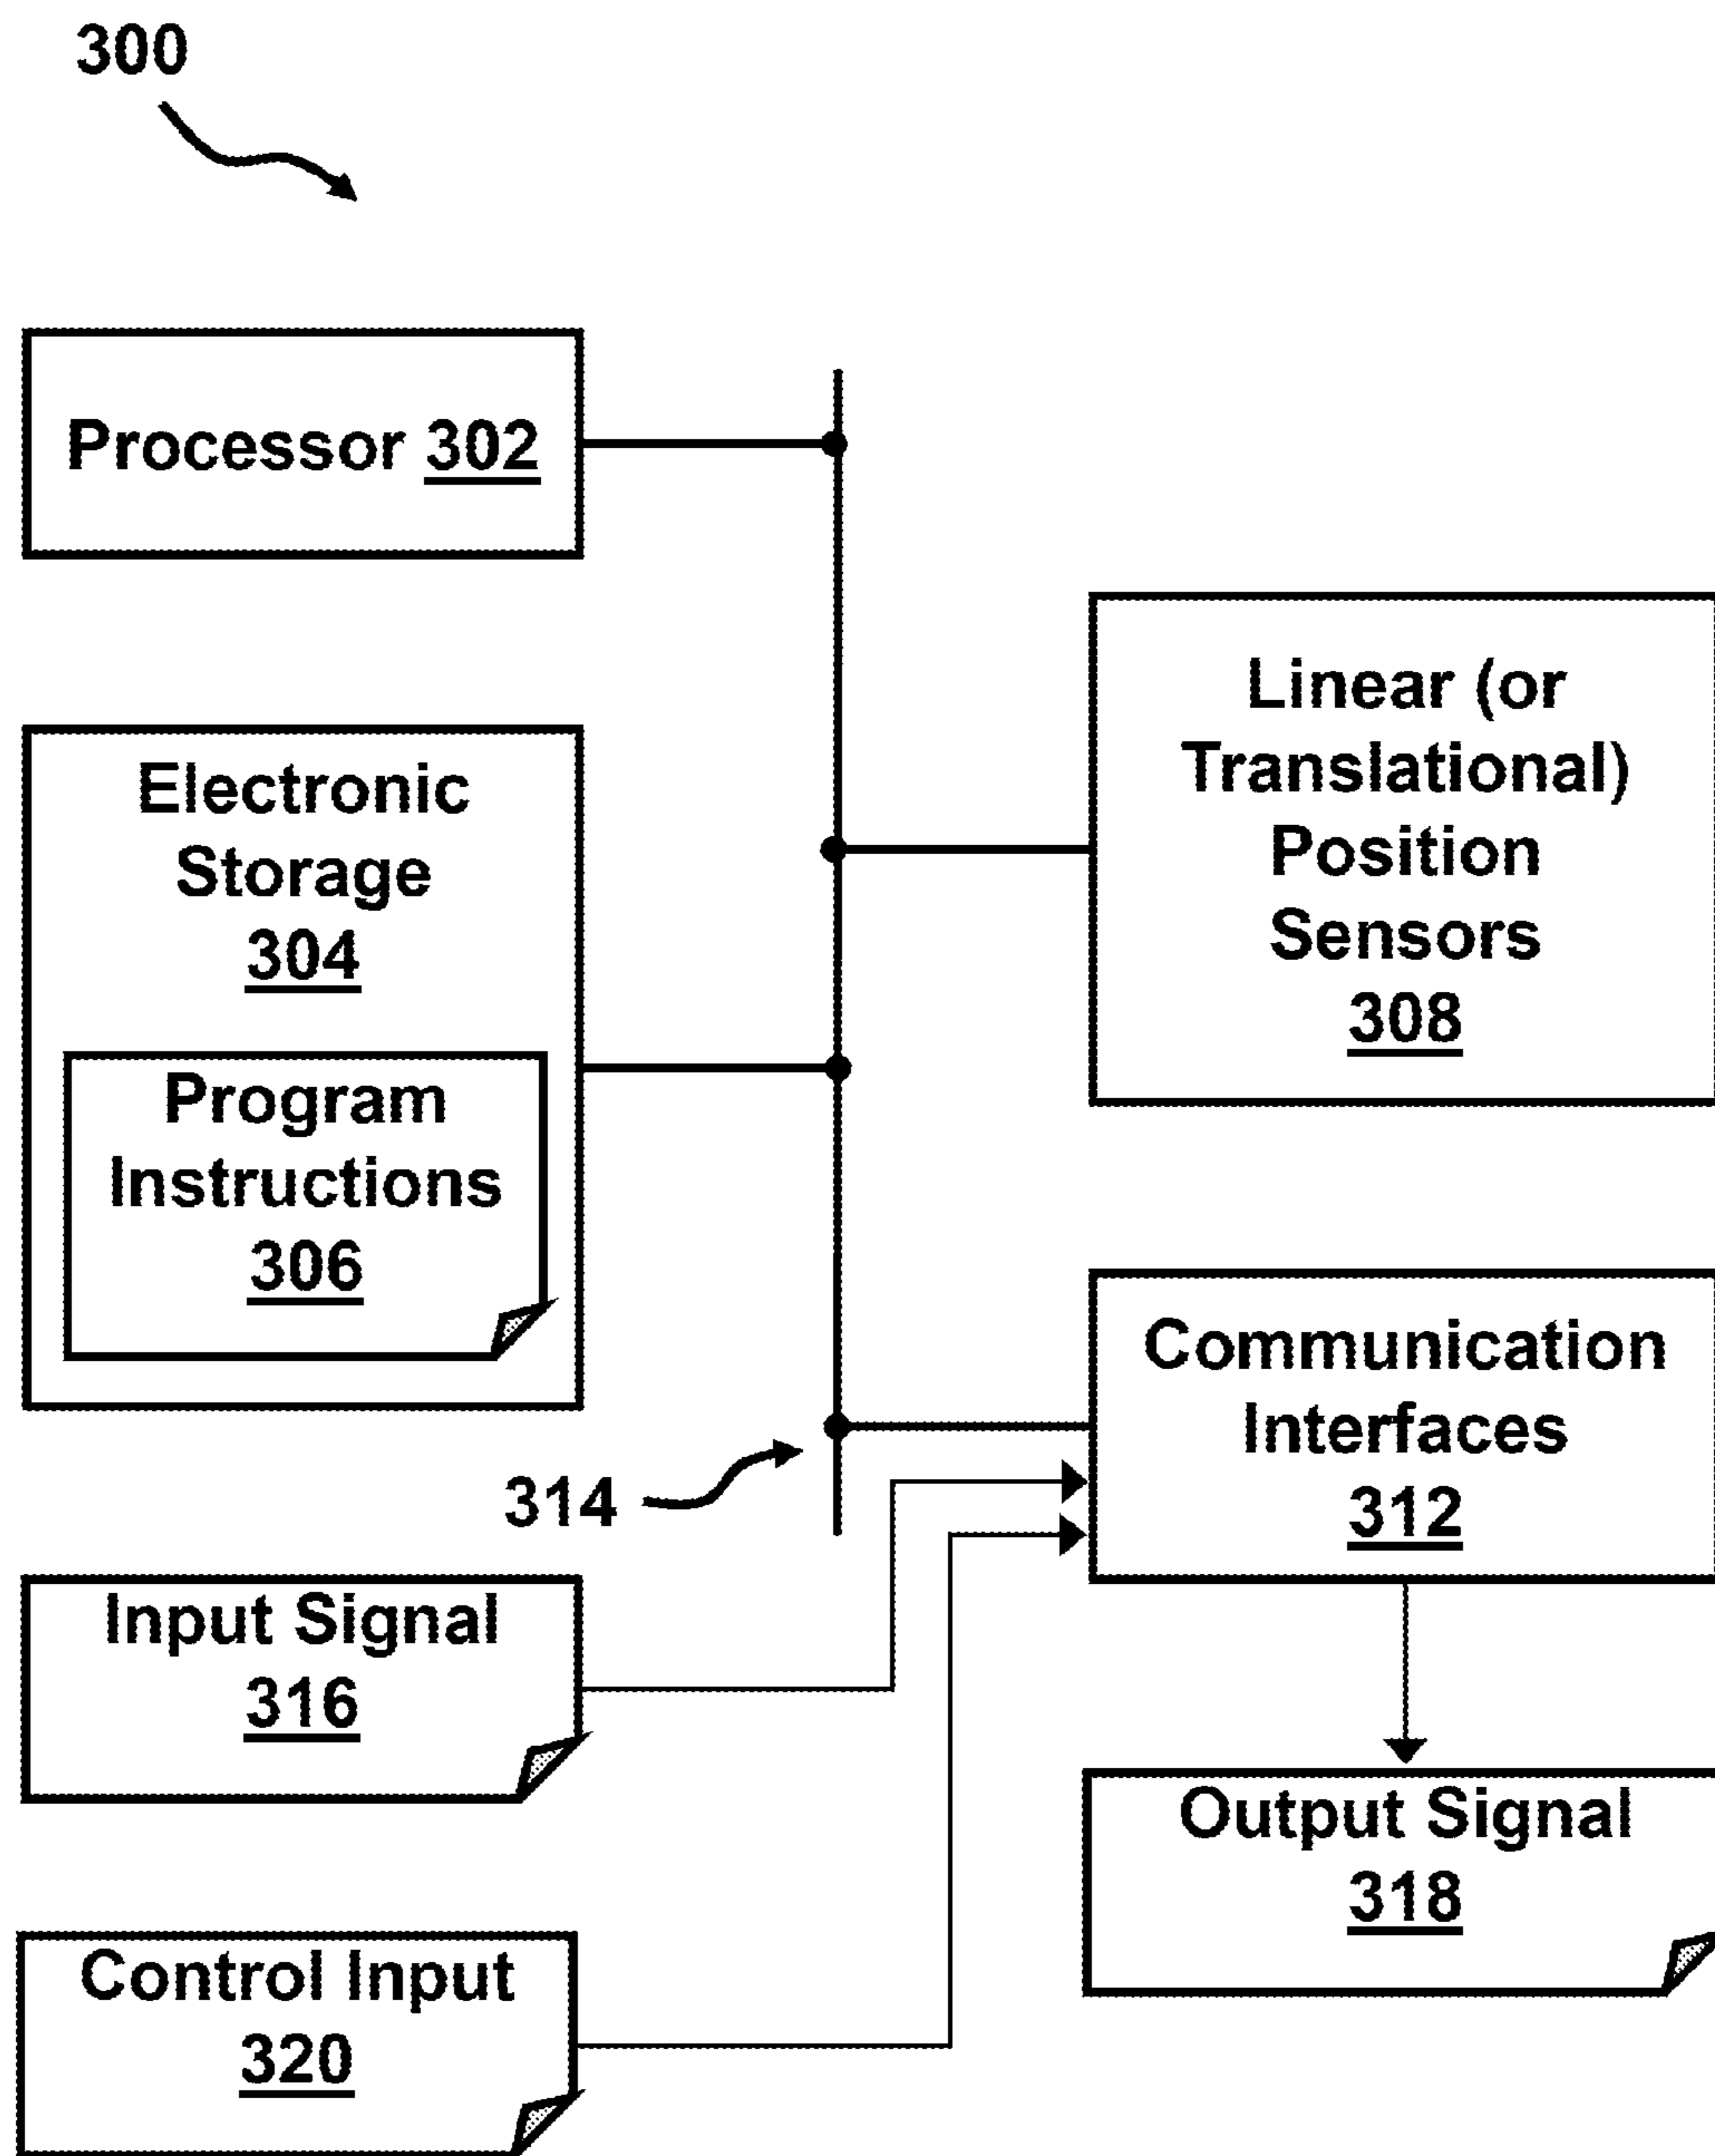 300
Processor 302
Electronic
Storage
304
Program
Instructions
306
Linear (or
Translational)
Position
Sensors
308
Communication
Interfaces
312
314
Input Signal
316
Output Signal
318
Control Input
320